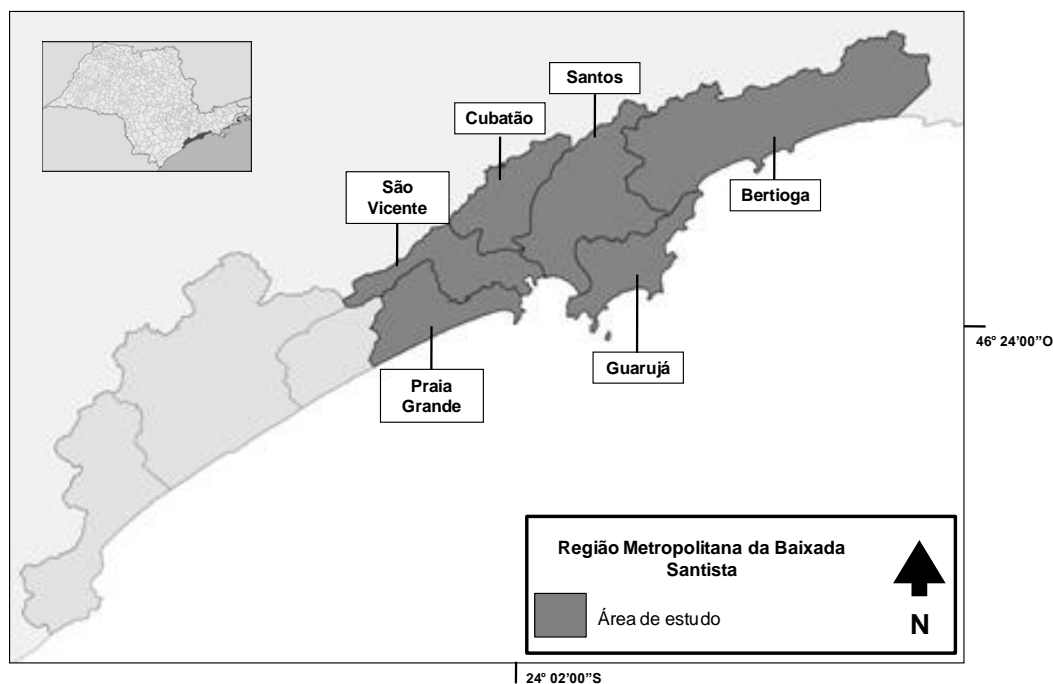 Santos
Cubatão
São
Vicente
Bertioga
46° 24'00”O
Guarujá
Praia
Grande
Região Metropolitana da Baixada
Santista
Área de estudo
N
24° 02'00”S